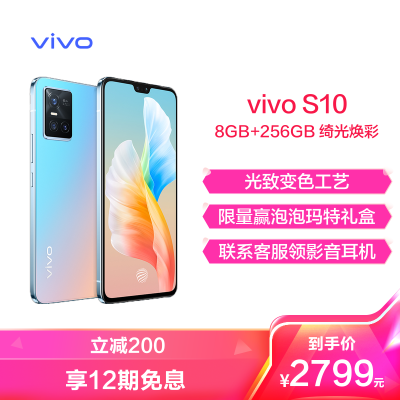 vivo
vivo S10
8GB+256GB 绮光焕彩
光致变色工艺
限量赢泡泡玛特礼盒
联系客服领影音耳机
vivo
立减200
享12期免息
到手价
¥2799元